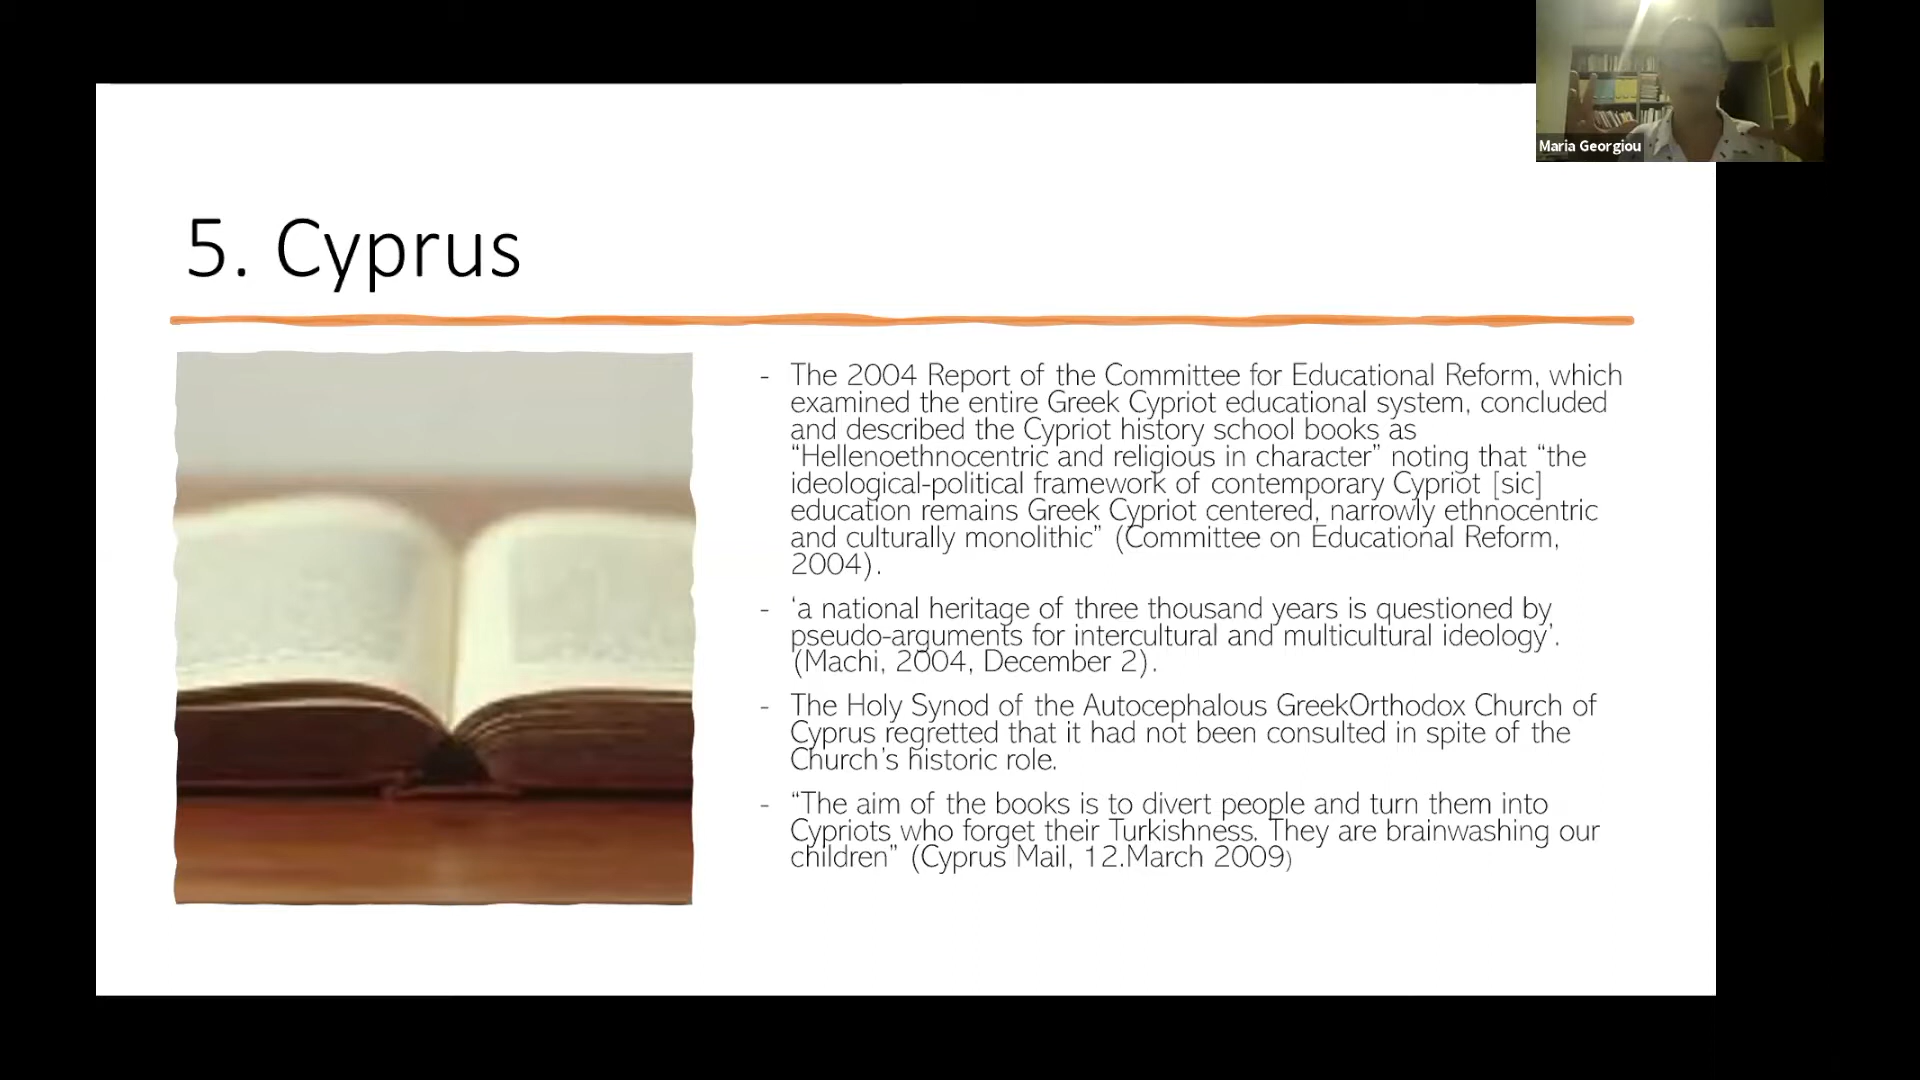 Maria Georgiou
5. Cyprus
- The 2004 Report of the Committee for Educational Reform, which
examined the entire Greek Cypriot educational system, concluded
and described the Cypriot history school books as
“Hellenoethnocentric and religious in character” noting that “the
ideological-political framework of contemporary Cypriot [sic]
education remains Greek Cypriot centered, narrowly ethnocentric
and culturally monolithic” (Committee on Educational Reform,
2004).
- ‘a national heritage of three thousand years is questioned by
pseudo-arguments for intercultural and multicultural ideology’.
(Machi, 2004, December 2).
- The Holy Synod of the Autocephalous GreekOrthodox Church of
Cyprus regretted that it had not been consulted in spite of the
Church’s historic role.
- “The aim of the books is to divert people and turn them into
Cypriots who forget their Turkishness. They are brainwashing our
children” (Cyprus Mail, 12.March 2009)